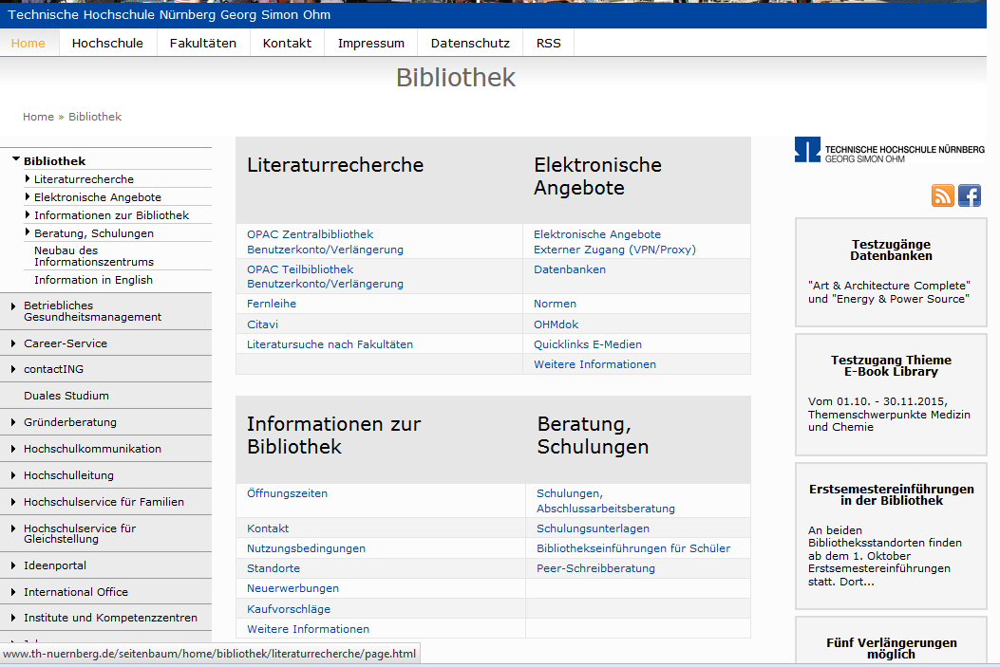 Technische Hochschule Nürnberg Georg Simon Ohm
Home Hochschule Fakultäten Kontakt Impressum Datenschutz RSS
Bibliothek
Home » Bibliothek
Bibliothek
Literaturrecherche
Elektronische Angebote
Informationen zur Bibliothek
Beratung, Schulungen
Neubau des
Informationszentrums
Information in English
Betriebliches
Gesundheitsmanagement
Career-Service
contactING
Duales Studium
Gründerberatung
Hochschulkommunikation
Hochschulleitung
Hochschulservice für Familien
Hochschulservice für
Gleichstellung
Ideenportal
International Office
Institute und Kompetenzzentren
Literaturrecherche
OPAC Zentralbibliothek
Benutzerkonto/Verlängerung
OPAC Teilbibliothek
Benutzerkonto/Verlängerung
Fernleihe
Citavi
Literatursuche nach Fakultäten
Elektronische
Angebote
Elektronische Angebote
Externer Zugang (VPN/Proxy)
Datenbanken
Normen
OHMdok
Quicklinks E-Medien
Weitere Informationen
Informationen zur
Bibliothek
Öffnungszeiten
Kontakt
Nutzungsbedingungen
Standorte
Neuerwerbungen
Kaufvorschläge
Weitere Informationen
Beratung,
Schulungen
Schulungen,
Abschlussarbeitsberatung
Schulungsunterlagen
Bibliothekseinführungen für Schüler
Peer-Schreibberatung
TECHNISCHE HOCHSCHULE NÜRNBERG
GEORG SIMON OHM
Testzugänge
Datenbanken
"Art & Architecture Complete"
und "Energy & Power Source"
Testzugang Thieme
E-Book Library
Vom 01.10. - 30.11.2015,
Themenschwerpunkte Medizin
und Chemie
Erstsemestereinführungen
in der Bibliothek
An beiden
Bibliotheksstandorten finden
ab dem 1. Oktober
Erstsemestereinführungen
statt. Dort...
Fünf Verlängerungen
möglich
www.th-nuernberg.de/seitenbaum/home/bibliothek/literaturrecherche/page.html